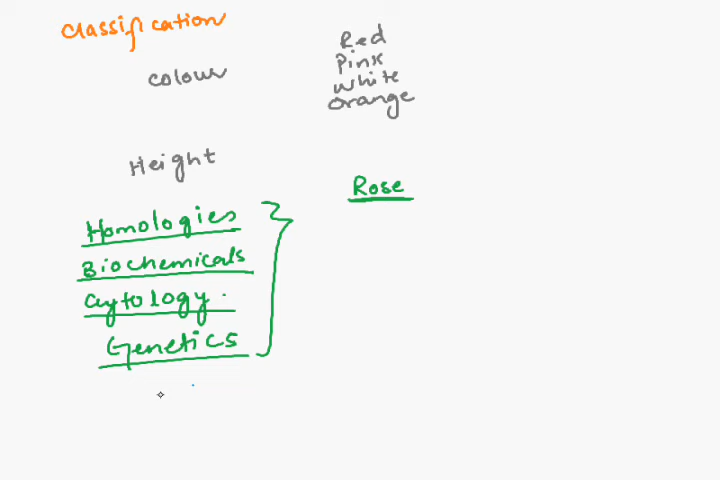 Classification
colour
Red
Pink
White
Orange
Height
Rose
Homologies
Biochemicals
Cytology.
Genetics